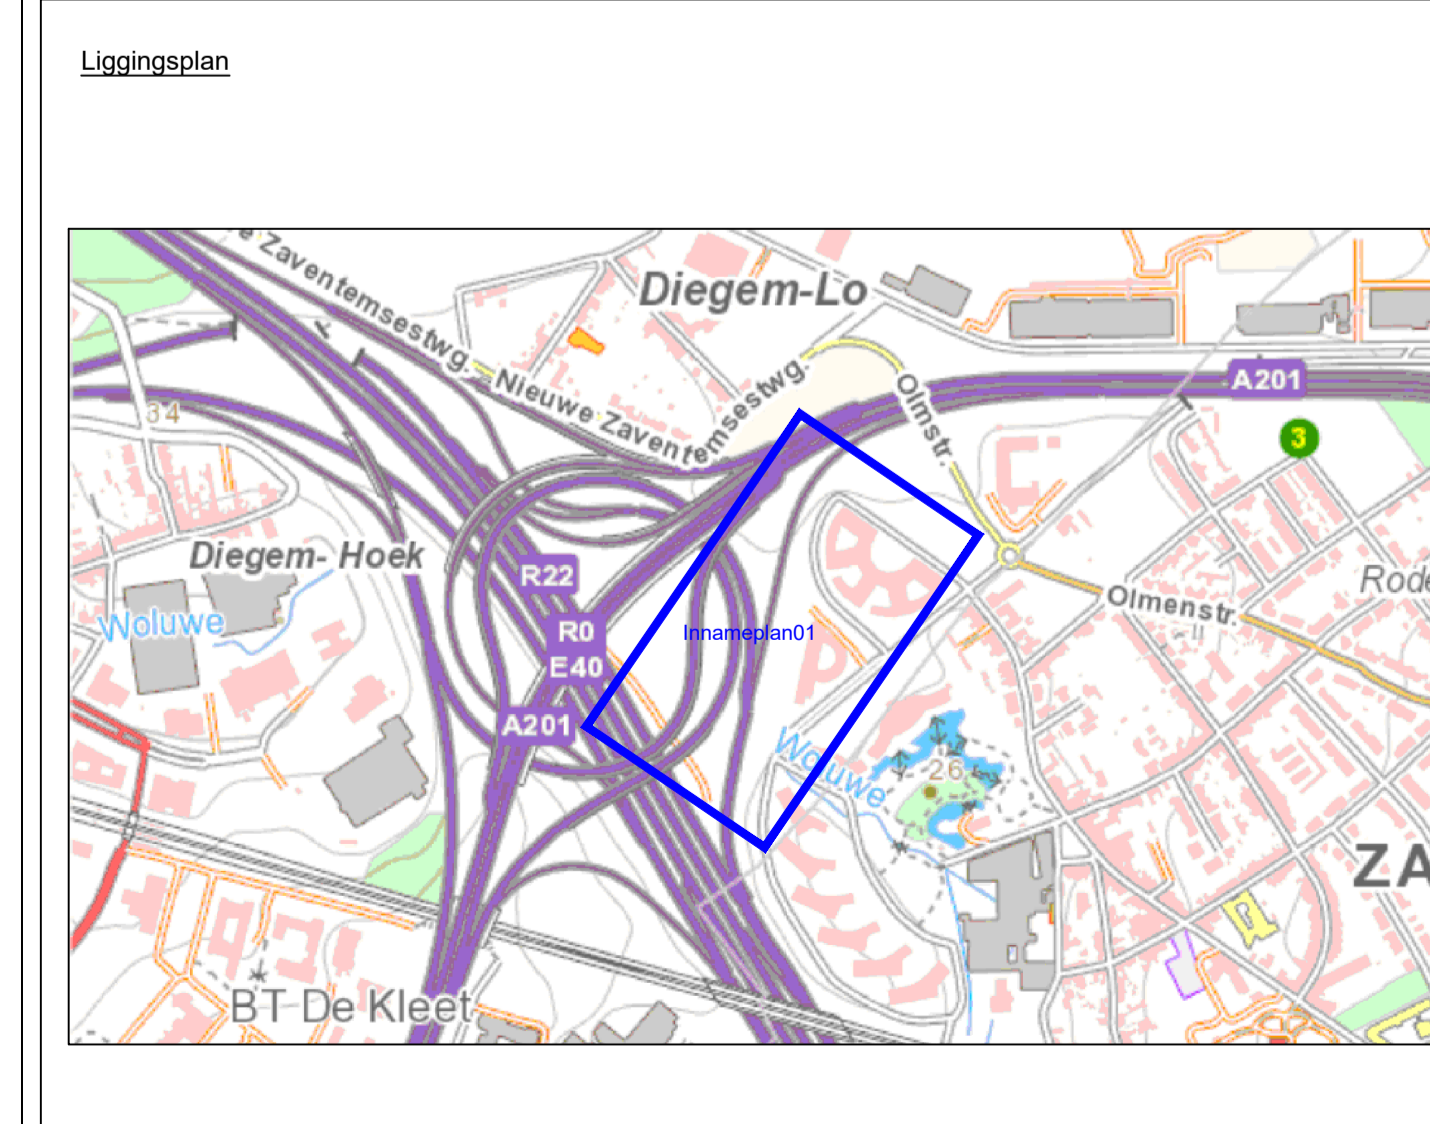 Liggingsplan
e Zaventemsestwg. Nieuwe Zaventemsestwg.
Diegem-Lo
A201
34
Olmstr.
3
Diegem- Hoek
R22
Rode
Woluwe
Olmenstr.
R0
Innameplan01
E40
A201
Woluwe
26
ZA
BT De Kleet